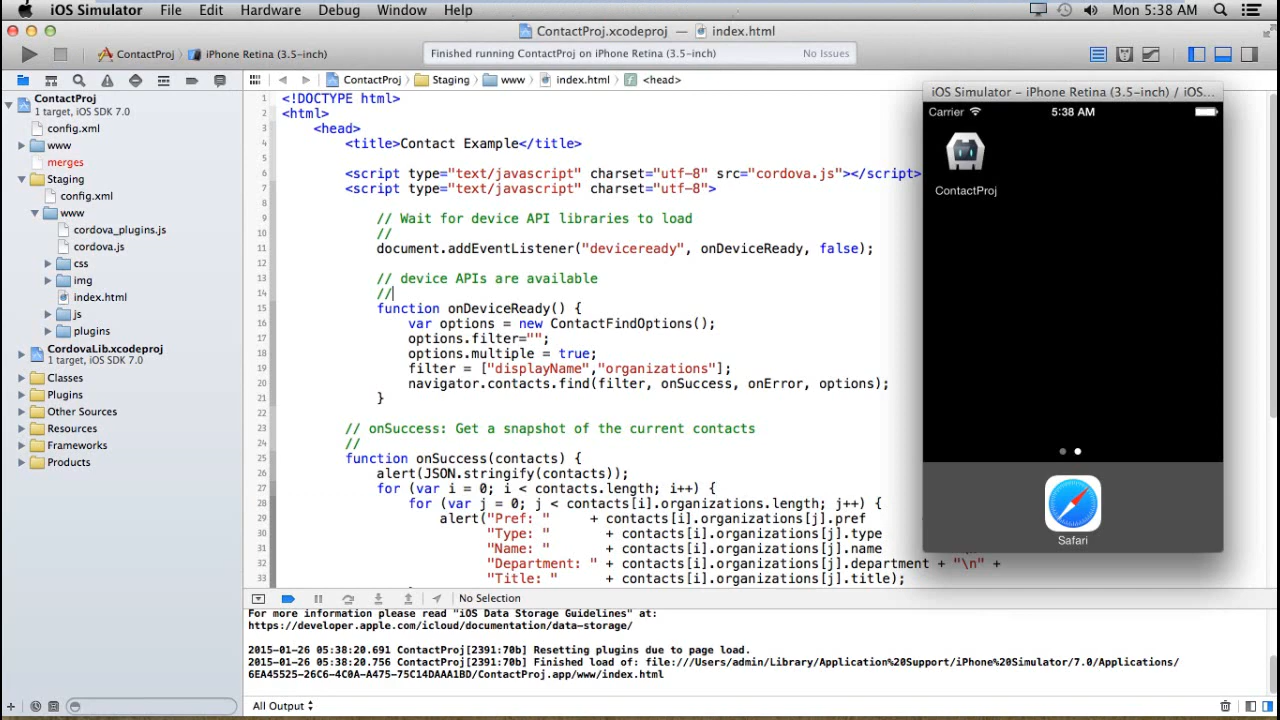 iOS Simulator File Edit Hardware Debug Window Help Mon 5:38 AM
ContactProj.xcodeproj — index.html
ContactProj iPhone Retina (3.5-inch) Finished running ContactProj on iPhone Retina (3.5-inch) No Issues
ContactProj Staging www index.html <head>
ContactProj
1 target, iOS SDK 7.0
config.xml
www
merges
Staging
config.xml
www
cordova_plugins.js
cordova.js
css
img
index.html
js
plugins
CordovaLib.xcodeproj
1 target, iOS SDK 7.0
Classes
Plugins
Other Sources
Resources
Frameworks
Products
1 <!DOCTYPE html>
2 <html>
3 <head>
4 <title>Contact Example</title>
5
6 <script type="text/javascript" charset="utf-8" src="cordova.js"></script>
7 <script type="text/javascript" charset="utf-8">
8
9 // Wait for device API libraries to load
10 //
11 document.addEventListener("deviceready", onDeviceReady, false);
12
13 // device APIs are available
14 //
15 function onDeviceReady() {
16 var options = new ContactFindOptions();
17 options.filter="";
18 options.multiple = true;
19 filter = ["displayName","organizations"];
20 navigator.contacts.find(filter, onSuccess, onError, options);
21 }
22
23 // onSuccess: Get a snapshot of the current contacts
24 //
25 function onSuccess(contacts) {
26 alert(JSON.stringify(contacts));
27 for (var i = 0; i < contacts.length; i++) {
28 for (var j = 0; j < contacts[i].organizations.length; j++) {
29 alert("Pref: " + contacts[i].organizations[j].pref
30 "Type: " + contacts[i].organizations[j].type
31 "Name: " + contacts[i].organizations[j].name
32 "Department: " + contacts[i].organizations[j].department + "\n" +
33 "Title: " + contacts[i].organizations[j].title);
iOS Simulator - iPhone Retina (3.5-inch) / iOS...
Carrier 5:38 AM
ContactProj
Safari
No Selection
For more information please read "iOS Data Storage Guidelines" at:
https://developer.apple.com/icloud/documentation/data-storage/
2015-01-26 05:38:20.691 ContactProj[2391:70b] Resetting plugins due to page load.
2015-01-26 05:38:20.756 ContactProj[2391:70b] Finished load of: file:///Users/admin/Library/Application%20Support/iPhone%20Simulator/7.0/Applications/
6EA45525-26C6-4C0A-A475-75C14DAAA1BD/ContactProj.app/www/index.html
All Output